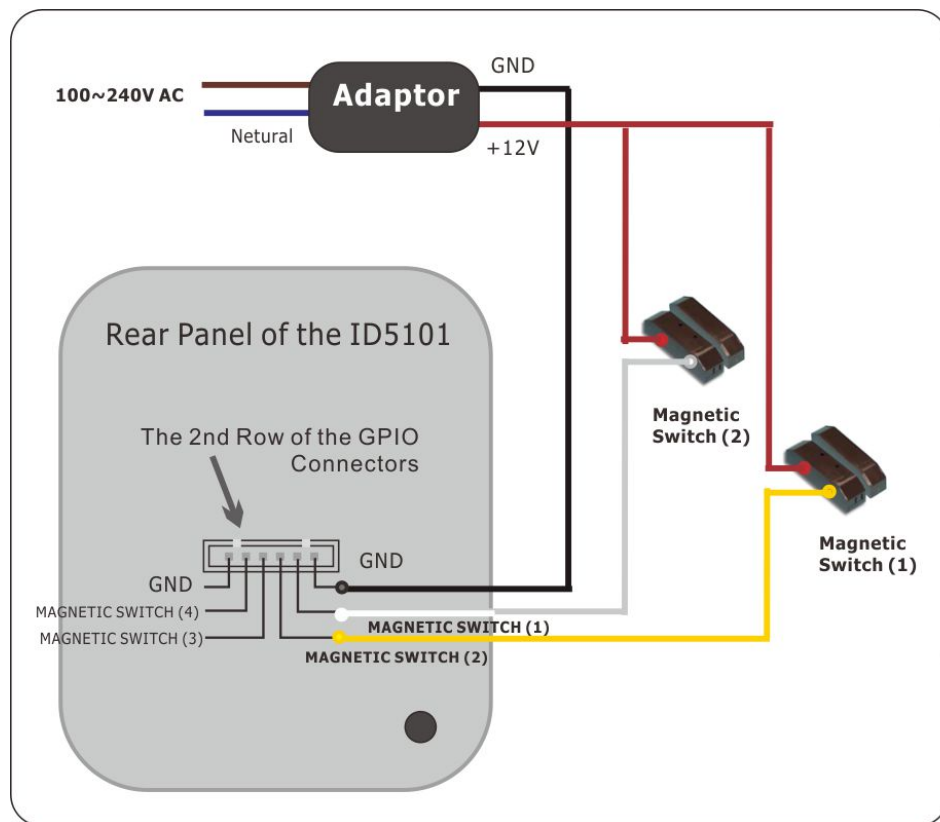 GND
Adaptor
100~240V AC
Netural
+12V
Rear Panel of the ID5101
The 2nd Row of the GPIO
Connectors
Magnetic
Switch (2)
Magnetic
Switch (1)
GND
GND
MAGNETIC SWITCH (4)
MAGNETIC SWITCH (1)
MAGNETIC SWITCH (3)
MAGNETIC SWITCH (2)